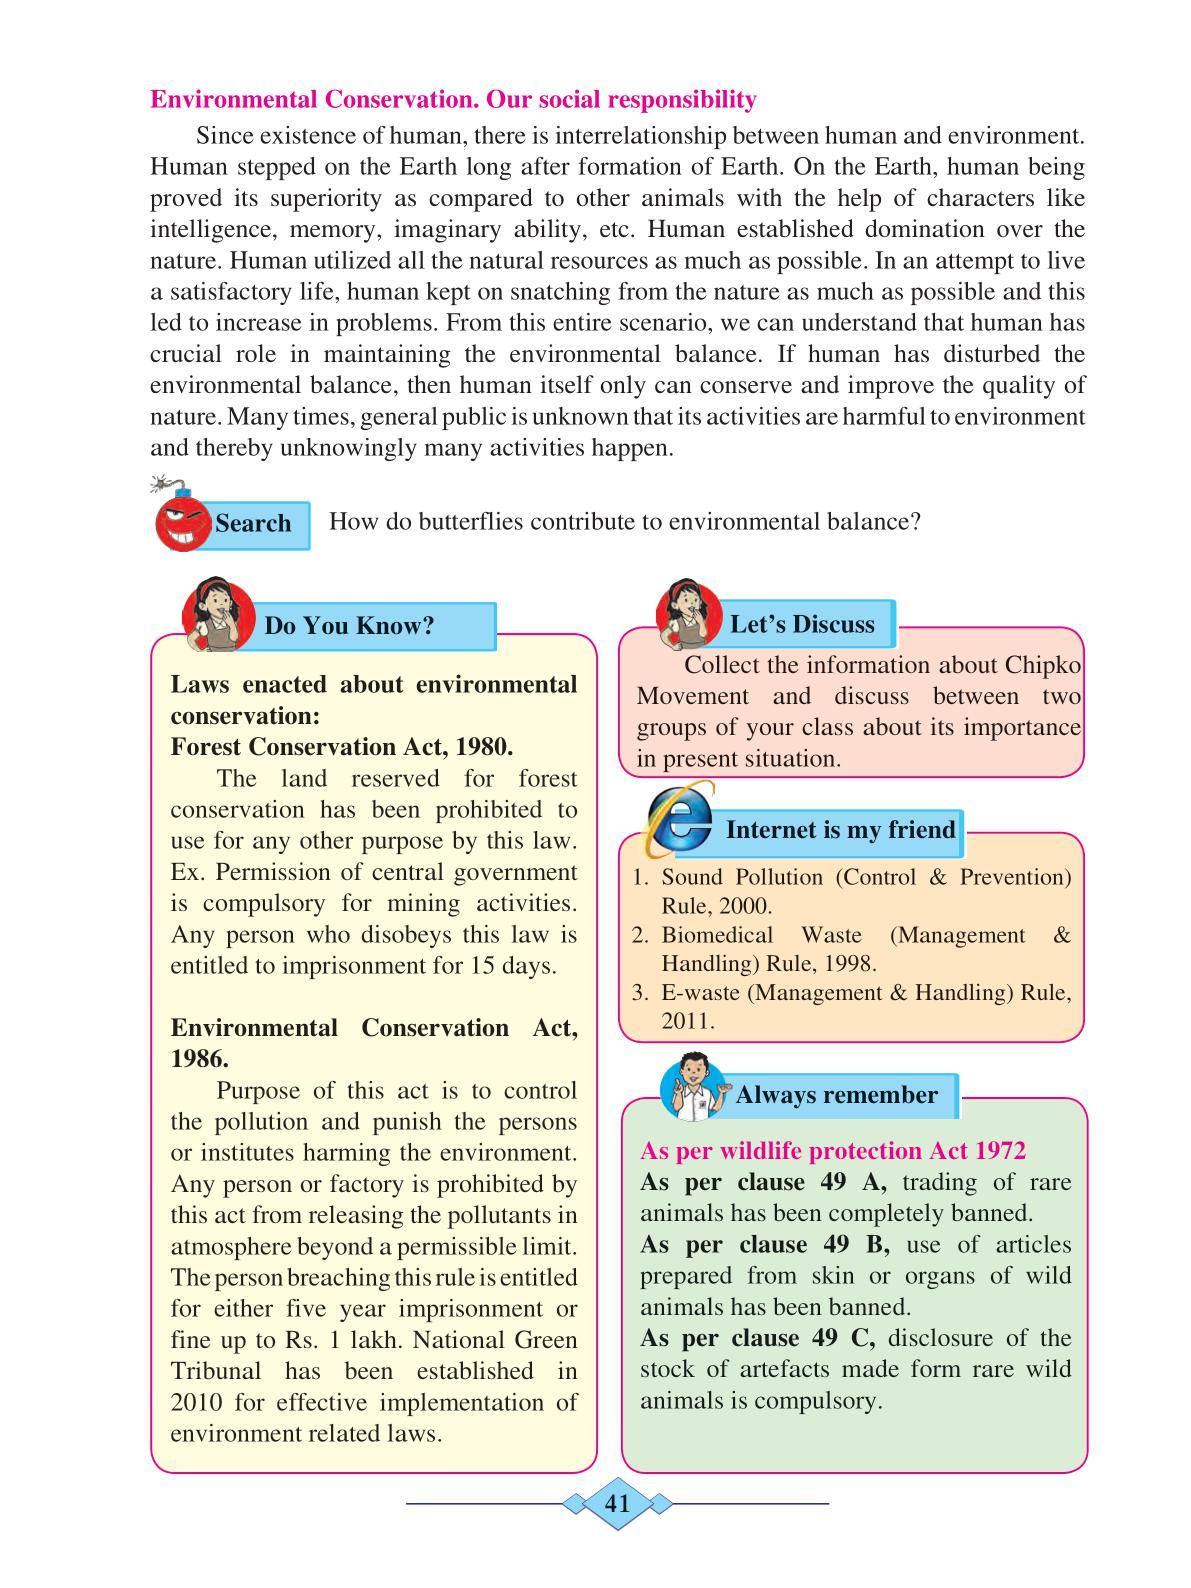 Environmental Conservation. Our social responsibility
Since existence of human, there is interrelationship between human and environment.
Human stepped on the Earth long after formation of Earth. On the Earth, human being
proved its superiority as compared to other animals with the help of characters like
intelligence, memory, imaginary ability, etc. Human established domination over the
nature. Human utilized all the natural resources as much as possible. In an attempt to live
a satisfactory life, human kept on snatching from the nature as much as possible and this
led to increase in problems. From this entire scenario, we can understand that human has
crucial role in maintaining the environmental balance. If human has disturbed the
environmental balance, then human itself only can conserve and improve the quality of
nature. Many times, general public is unknown that its activities are harmful to environment
and thereby unknowingly many activities happen.
Search
How do butterflies contribute to environmental balance?
Do You Know?
Laws enacted about environmental
conservation:
Forest Conservation Act, 1980.
The land reserved for forest
conservation has been prohibited to
use for any other purpose by this law.
Ex. Permission of central government
is compulsory for mining activities.
Any person who disobeys this law is
entitled to imprisonment for 15 days.
Environmental Conservation Act,
1986.
Purpose of this act is to control
the pollution and punish the persons
or institutes harming the environment.
Any person or factory is prohibited by
this act from releasing the pollutants in
atmosphere beyond a permissible limit.
The person breaching this rule is entitled
for either five year imprisonment or
fine up to Rs. 1 lakh. National Green
Tribunal has been established in
2010 for effective implementation of
environment related laws.
Let's Discuss
Collect the information about Chipko
Movement and discuss between two
groups of your class about its importance
in present situation.
Internet is my friend
1. Sound Pollution (Control & Prevention)
Rule, 2000.
2. Biomedical Waste (Management &
Handling) Rule, 1998.
3. E-waste (Management & Handling) Rule,
2011.
Always remember
As per wildlife protection Act 1972
As per clause 49 A, trading of rare
animals has been completely banned.
As per clause 49 B, use of articles
prepared from skin or organs of wild
animals has been banned.
As per clause 49 C, disclosure of the
stock of artefacts made form rare wild
animals is compulsory.
41